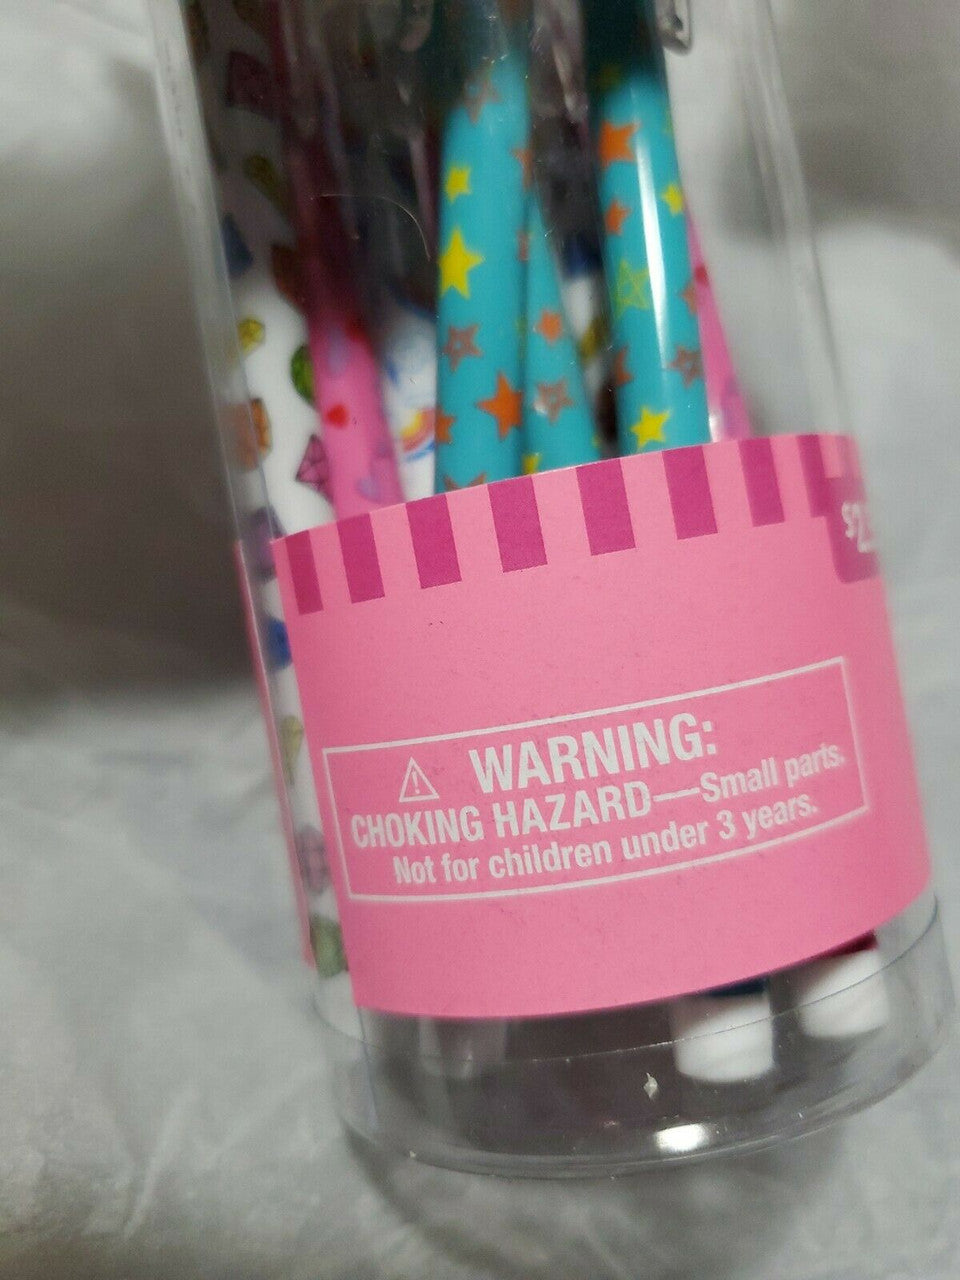 WARNING:
CHOKING HAZARD—Small parts.
Not for children under 3 years.